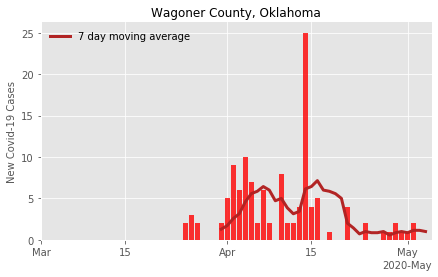 Wagoner County, Oklahoma
7 day moving average
New Covid-19 Cases
25
20
15
10
5
0
Mar
15
Apr
15
May
2020-May